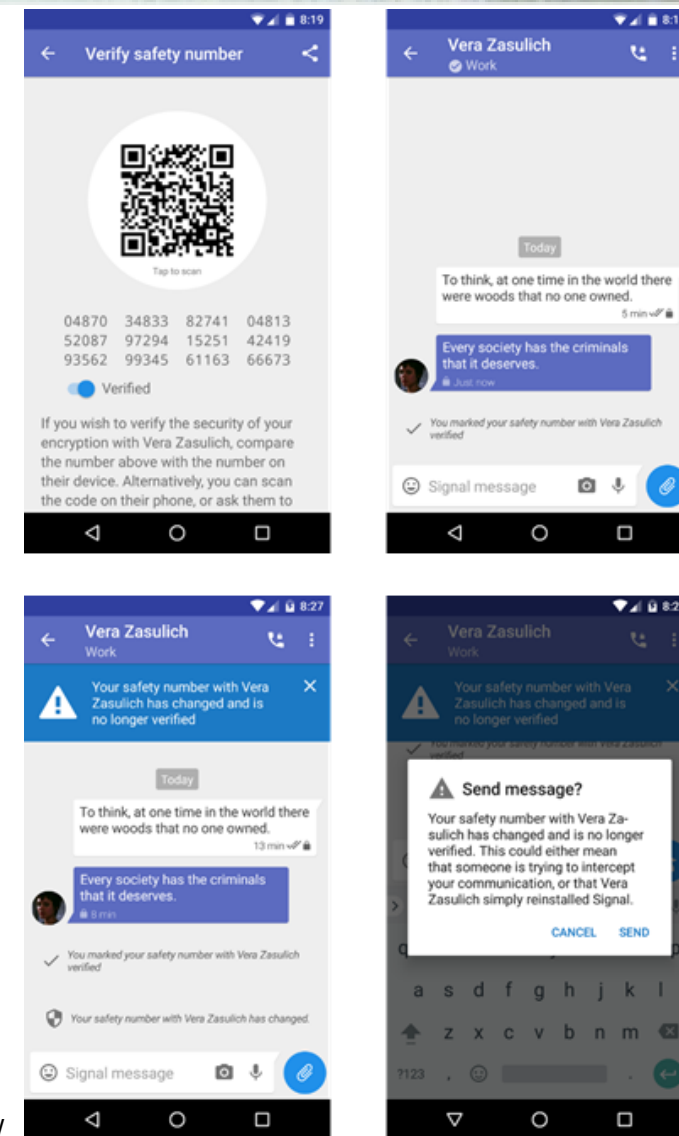 8:19
Verify safety number
Tap to scan
04870 34833 82741 04813
52087 97294 15251 42419
93562 99345 61163 66673
Verified
If you wish to verify the security of your
encryption with Vera Zasulich, compare
the number above with the number on
their device. Alternatively, you can scan
the code on their phone, or ask them to
Vera Zasulich
Work
Today
To think, at one time in the world there
were woods that no one owned.
5 min
Every society has the criminals
that it deserves.
Just now
You marked your safety number with Vera Zasulich
verified
Signal message
8:27
Vera Zasulich
Work
Your safety number with Vera
Zasulich has changed and is
no longer verified
Today
To think, at one time in the world there
were woods that no one owned.
13 min
Every society has the criminals
that it deserves.
8 min
You marked your safety number with Vera Zasulich
verified
Your safety number with Vera Zasulich has changed.
Signal message
Vera Zasulich
Work
Your safety number with Vera
Zasulich has changed and is
no longer verified
You marked your safety number with Vera Zasulich
verified
Send message?
Your safety number with Vera Za-
sulich has changed and is no longer
verified. This could either mean
that someone is trying to intercept
your communication, or that Vera
Zasulich simply reinstalled Signal.
CANCEL SEND
q p
a s d f g h j k l
z x c v b n m
?123 , .